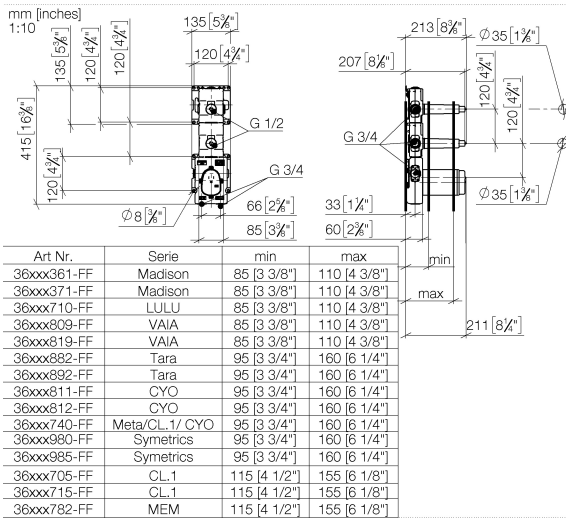 mm [inches]
1:10
135 [5⅜"]
120 [4¾"]
135 [5⅜"]
120 [4¾"]
120 [4¾"]
415 [16⅜"]
120 [4¾"]
G 1/2
G 3/4
Ø8 [⅜"]
66 [2⅝"]
85 [3⅜"]
213 [8⅜"]
207 [8⅛"]
Ø35 [1⅜"]
120 [4¾"]
120 [4¾"]
G 3/4
Ø35 [1⅜"]
33 [1¼"]
60 [2⅜"]
min
max
211 [8¼"]
Art Nr. Serie min max
36xxx361-FF Madison 85 [3 3/8"] 110 [4 3/8"]
36xxx371-FF Madison 85 [3 3/8"] 110 [4 3/8"]
36xxx710-FF LULU 85 [3 3/8"] 110 [4 3/8"]
36xxx809-FF VAIA 85 [3 3/8"] 110 [4 3/8"]
36xxx819-FF VAIA 85 [3 3/8"] 110 [4 3/8"]
36xxx882-FF Tara 95 [3 3/4"] 160 [6 1/4"]
36xxx892-FF Tara 95 [3 3/4"] 160 [6 1/4"]
36xxx811-FF CYO 95 [3 3/4"] 160 [6 1/4"]
36xxx812-FF CYO 95 [3 3/4"] 160 [6 1/4"]
36xxx740-FF Meta/CL.1/ CYO 95 [3 3/4"] 160 [6 1/4"]
36xxx980-FF Symetrics 95 [3 3/4"] 160 [6 1/4"]
36xxx985-FF Symetrics 95 [3 3/4"] 160 [6 1/4"]
36xxx705-FF CL.1 115 [4 1/2"] 155 [6 1/8"]
36xxx715-FF CL.1 115 [4 1/2"] 155 [6 1/8"]
36xxx782-FF MEM 115 [4 1/2"] 155 [6 1/8"]